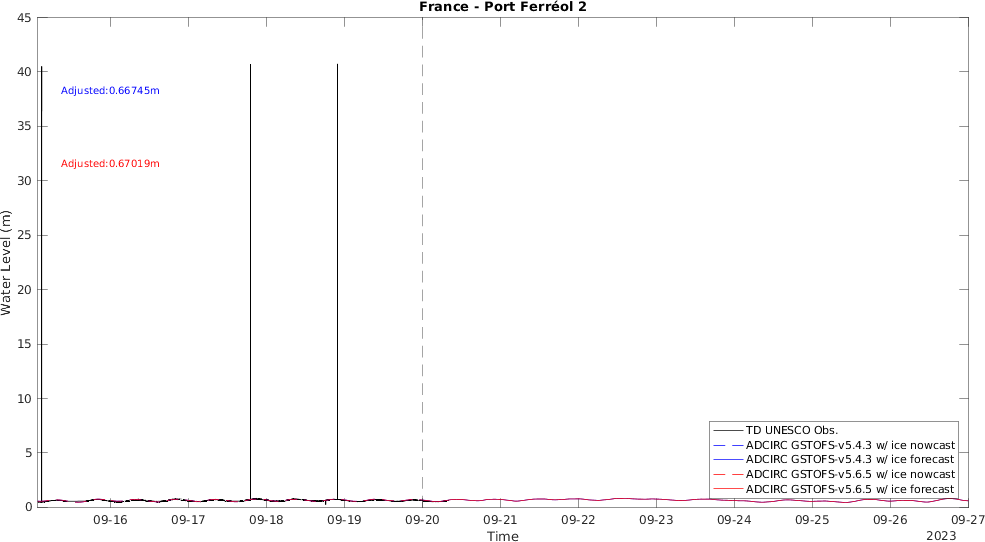 France - Port Ferréol 2
45
40
35
30
25
20
15
10
5
0
Water Level (m)
Adjusted:0.66745m
Adjusted:0.67019m
TD UNESCO Obs.
ADCIRC GSTOFS-v5.4.3 w/ ice nowcast
ADCIRC GSTOFS-v5.4.3 w/ ice forecast
ADCIRC GSTOFS-v5.6.5 w/ ice nowcast
ADCIRC GSTOFS-v5.6.5 w/ ice forecast
09-16 09-17 09-18 09-19 09-20 09-21 09-22 09-23 09-24 09-25 09-26 09-27
Time
2023